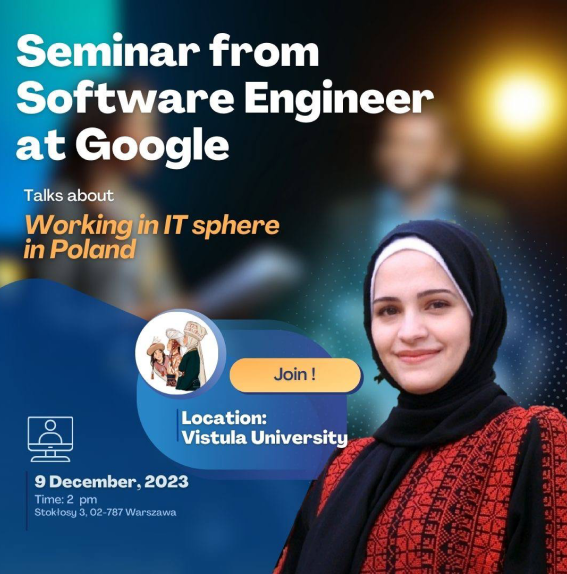 Seminar from
Software Engineer
at Google
Talks about
Working in IT sphere
in Poland
Join !
Location:
Vistula University
9 December, 2023
Time: 2 pm
Stokłosy 3, 02-787 Warszawa